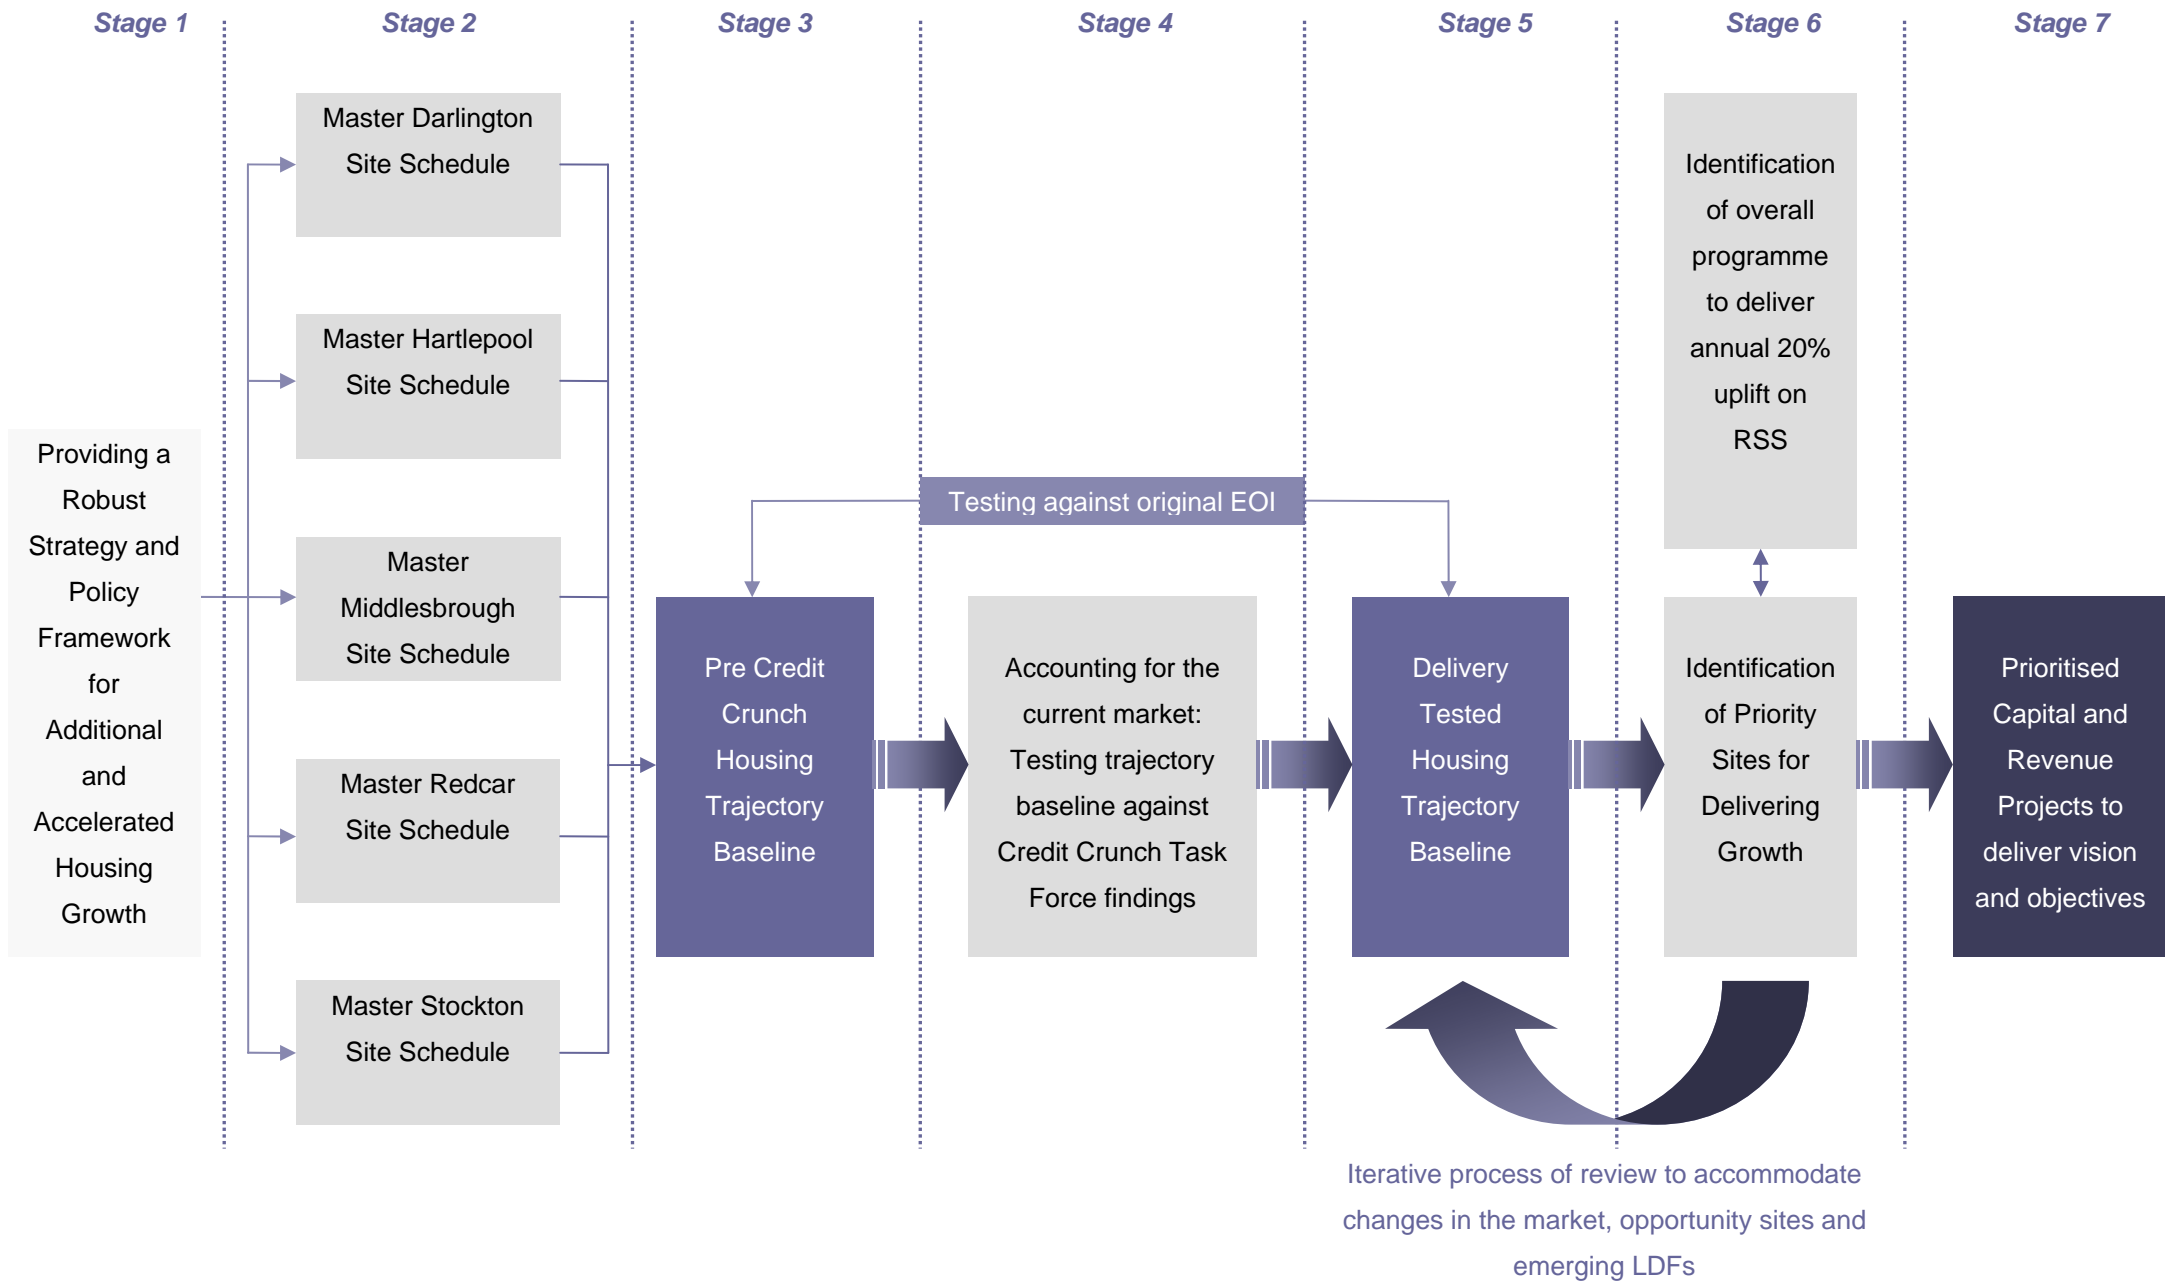 Stage 1
Stage 2
Stage 3
Stage 4
Stage 5
Stage 6
Stage 7
Providing a
Robust
Strategy and
Policy
Framework
for
Additional
and
Accelerated
Housing
Growth
Master Darlington
Site Schedule
Master Hartlepool
Site Schedule
Master
Middlesbrough
Site Schedule
Master Redcar
Site Schedule
Master Stockton
Site Schedule
Pre Credit
Crunch
Housing
Trajectory
Baseline
Testing against original EOI
Accounting for the
current market:
Testing trajectory
baseline against
Credit Crunch Task
Force findings
Delivery
Tested
Housing
Trajectory
Baseline
Identification
of overall
programme
to deliver
annual 20%
uplift on
RSS
Identification
of Priority
Sites for
Delivering
Growth
Prioritised
Capital and
Revenue
Projects to
deliver vision
and objectives
Iterative process of review to accommodate
changes in the market, opportunity sites and
emerging LDFs